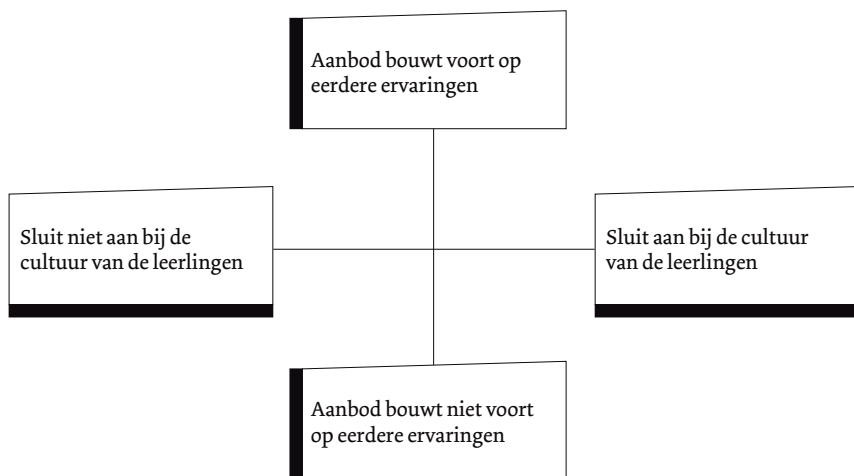 Aanbod bouwt voort op
eerdere ervaringen
Sluit niet aan bij de
cultuur van de leerlingen
Sluit aan bij de cultuur
van de leerlingen
Aanbod bouwt niet voort
op eerdere ervaringen